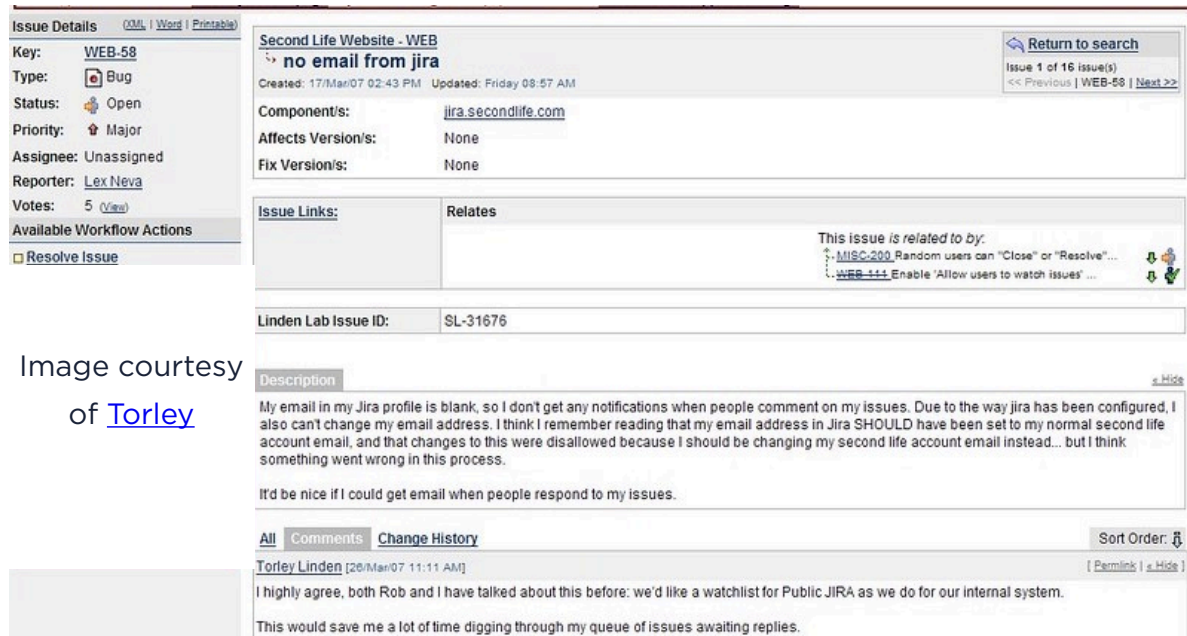 Issue Details (XML | Word | Printable)
Key: WEB-58
Type: Bug
Status: Open
Priority: Major
Assignee: Unassigned
Reporter: Lex Neva
Votes: 5 (View)
Available Workflow Actions
Resolve Issue
Image courtesy
of Torley
Second Life Website - WEB
no email from jira
Created: 17/Mar/07 02:43 PM Updated: Friday 08:57 AM
Return to search
Issue 1 of 16 issue(s)
<< Previous | WEB-58 | Next >>
Component/s: jira.secondlife.com
Affects Version/s: None
Fix Version/s: None
Issue Links: Relates
This issue is related to by:
MISC-200 Random users can "Close" or "Resolve"...
WEB-111 Enable 'Allow users to watch issues' ...
Linden Lab Issue ID: SL-31676
Description « Hide
My email in my Jira profile is blank, so I don't get any notifications when people comment on my issues. Due to the way jira has been configured, I
also can't change my email address. I think I remember reading that my email address in Jira SHOULD have been set to my normal second life
account email, and that changes to this were disallowed because I should be changing my second life account email instead... but I think
something went wrong in this process.
It'd be nice if I could get email when people respond to my issues.
All Comments Change History Sort Order:
Torley Linden [26/Mar/07 11:11 AM] [ Permlink | « Hide ]
I highly agree, both Rob and I have talked about this before: we'd like a watchlist for Public JIRA as we do for our internal system.
This would save me a lot of time digging through my queue of issues awaiting replies.